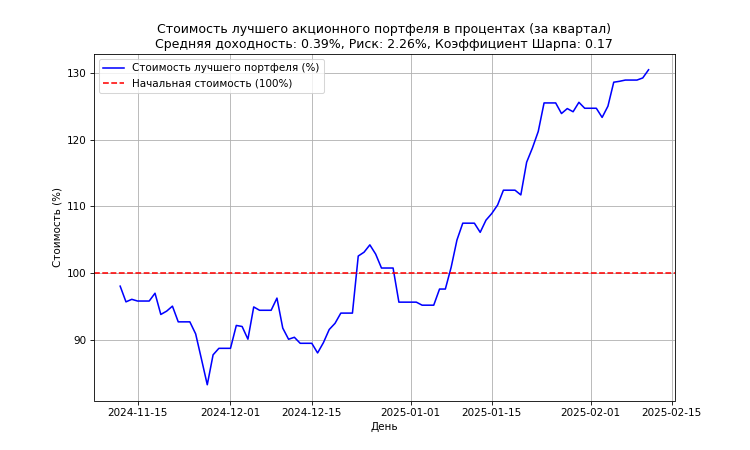 Стоимость лучшего акционного портфеля в процентах (за квартал)
Средняя доходность: 0.39%, Риск: 2.26%, Коэффициент Шарпа: 0.17
Стоимость лучшего портфеля (%)
Начальная стоимость (100%)
Стоимость (%)
130
120
110
100
90
2024-11-15
2024-12-01
2024-12-15
2025-01-01
2025-01-15
2025-02-01
2025-02-15
День